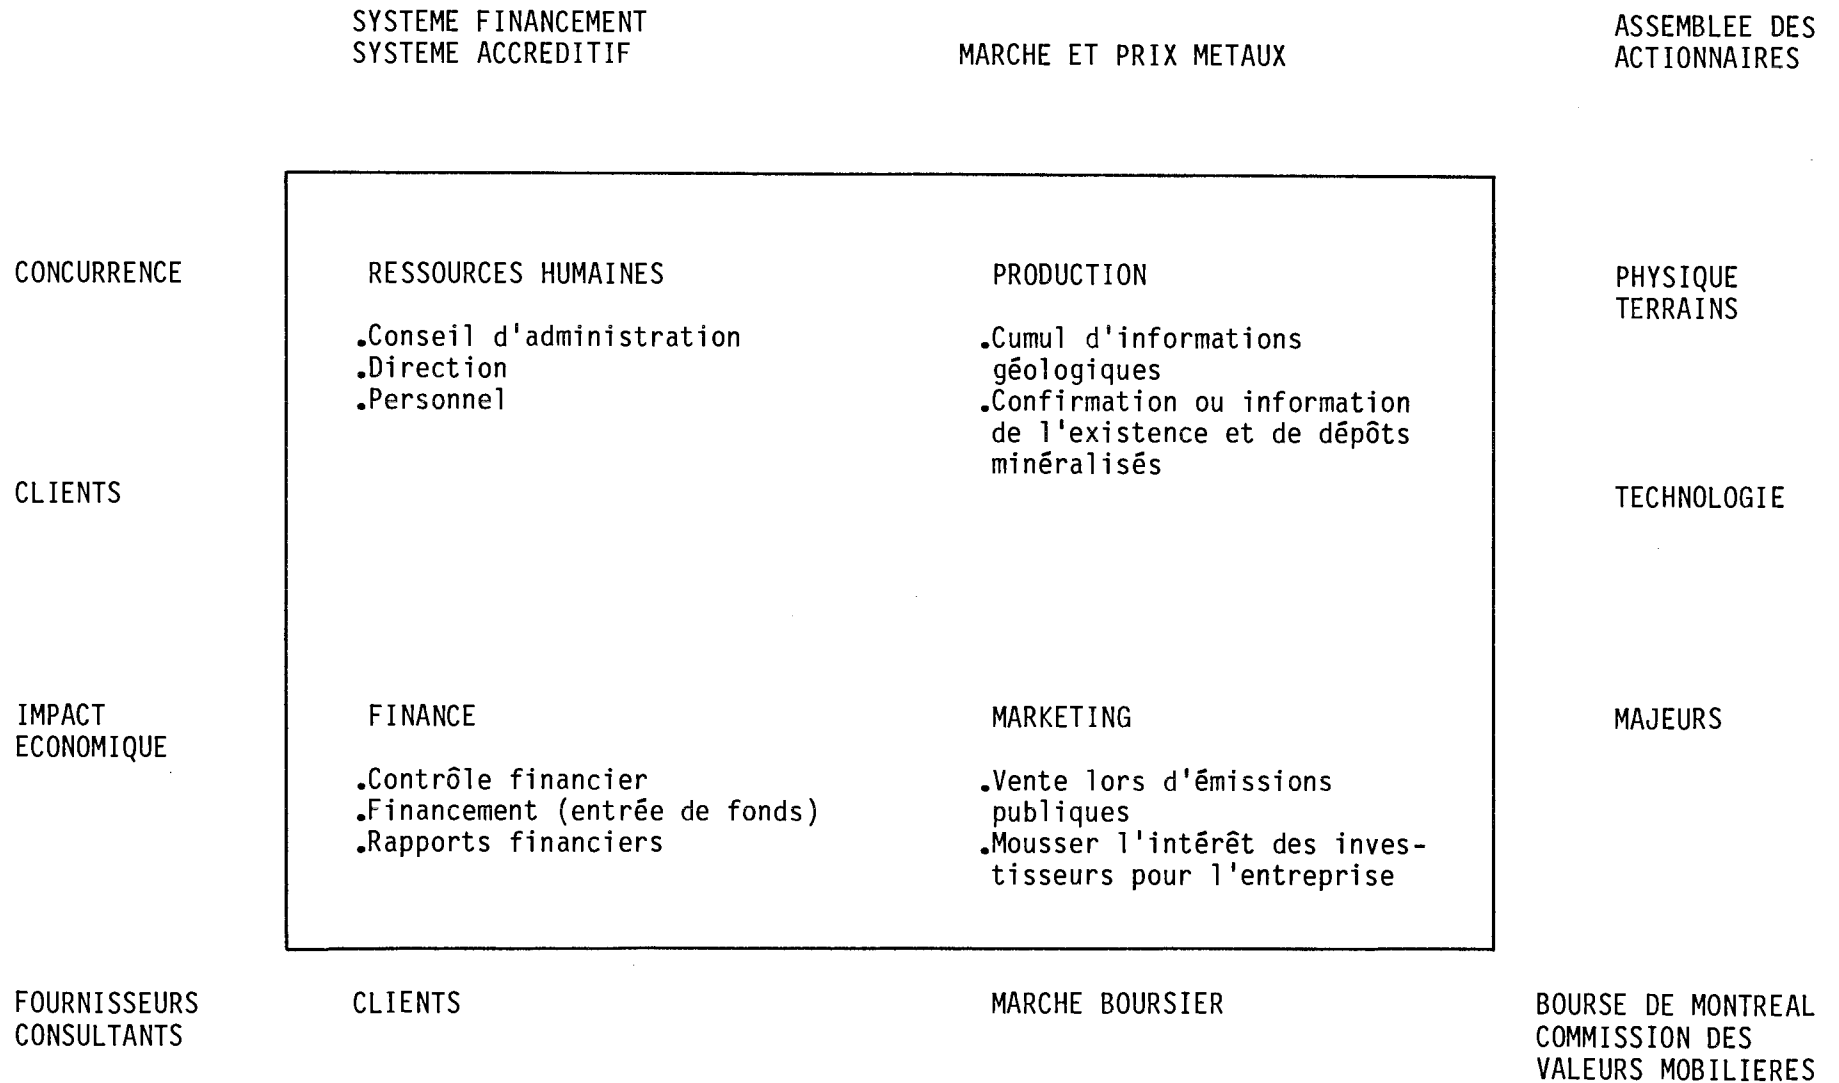 SYSTEME FINANCEMENT
SYSTEME ACCREDITIF
MARCHE ET PRIX METAUX
ASSEMBLEE DES
ACTIONNAIRES
CONCURRENCE
RESSOURCES HUMAINES
.Conseil d'administration
.Direction
.Personnel
PRODUCTION
.Cumul d'informations
géologiques
.Confirmation ou information
de l'existence et de dépôts
minéralisés
PHYSIQUE
TERRAINS
CLIENTS
TECHNOLOGIE
IMPACT
ECONOMIQUE
FINANCE
.Contrôle financier
.Financement (entrée de fonds)
.Rapports financiers
MARKETING
.Vente lors d'émissions
publiques
.Mousser l'intérêt des inves-
tisseurs pour l'entreprise
MAJEURS
FOURNISSEURS
CONSULTANTS
CLIENTS
MARCHE BOURSIER
BOURSE DE MONTREAL
COMMISSION DES
VALEURS MOBILIERES